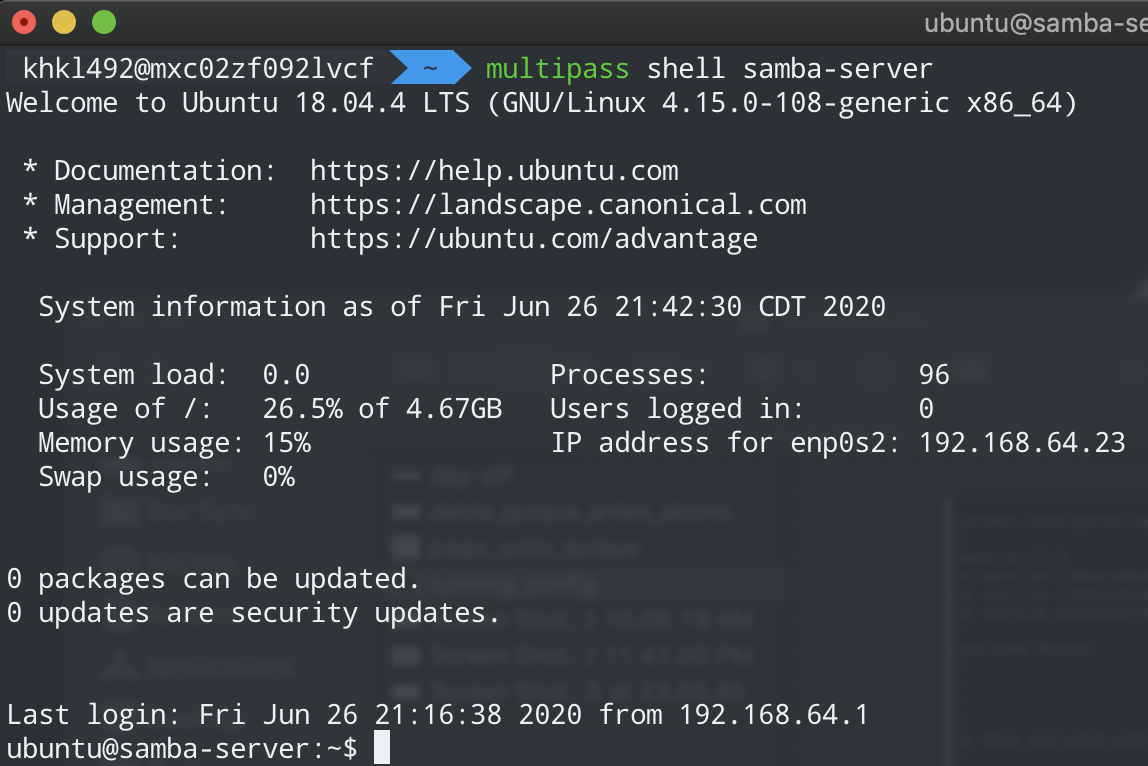 ubuntu@samba-se
khkl492@mxc02zf092lvcf ~ multipass shell samba-server
Welcome to Ubuntu 18.04.4 LTS (GNU/Linux 4.15.0-108-generic x86_64)
* Documentation: https://help.ubuntu.com
* Management: https://landscape.canonical.com
* Support: https://ubuntu.com/advantage
System information as of Fri Jun 26 21:42:30 CDT 2020
System load: 0.0 Processes: 96
Usage of /: 26.5% of 4.67GB Users logged in: 0
Memory usage: 15% IP address for enp0s2: 192.168.64.23
Swap usage: 0%
0 packages can be updated.
0 updates are security updates.
Last login: Fri Jun 26 21:16:38 2020 from 192.168.64.1
ubuntu@samba-server:~$